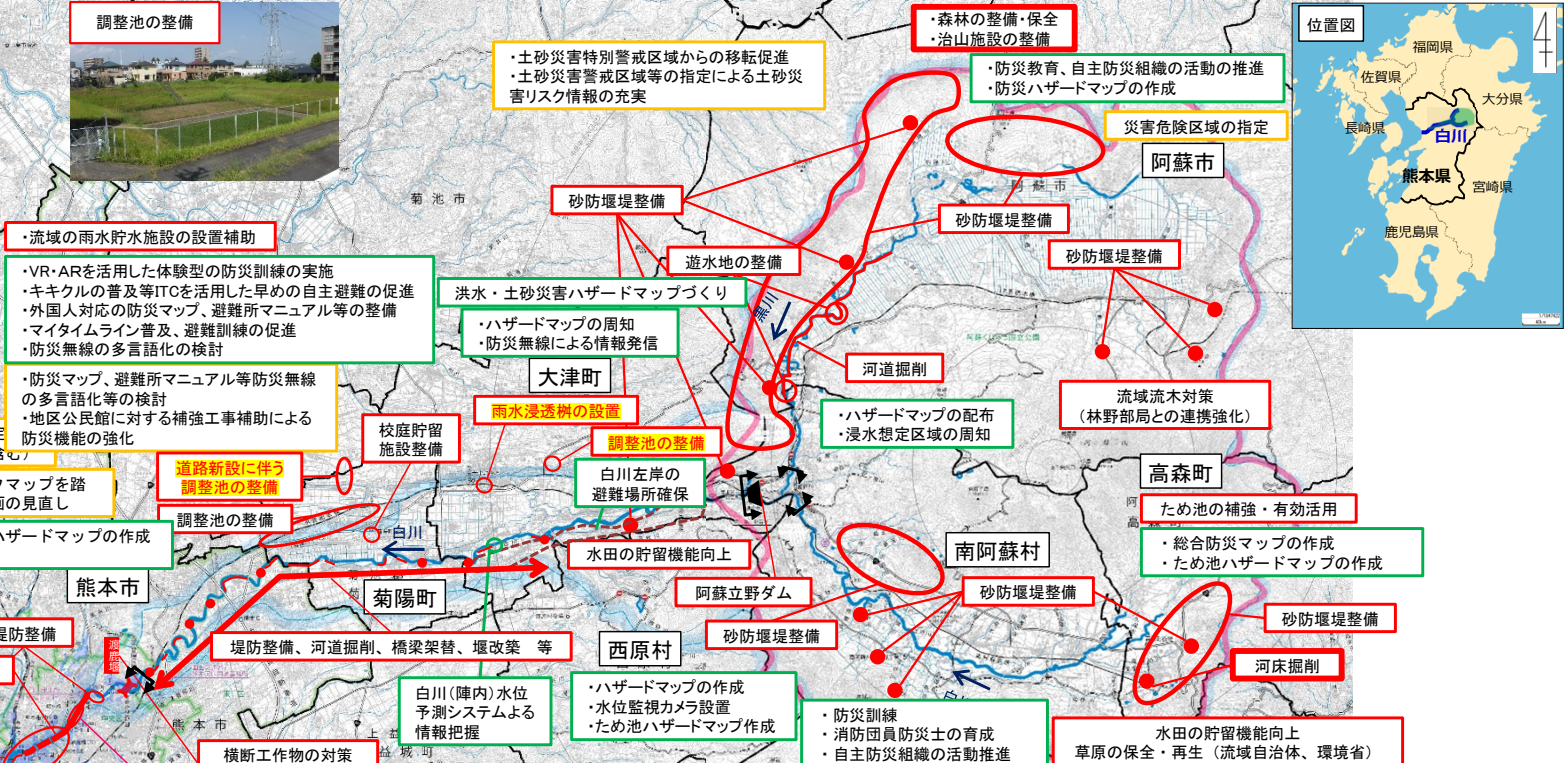 調整池の整備
・森林の整備・保全
・治山施設の整備
・土砂災害特別警戒区域からの移転促進
・土砂災害警戒区域等の指定による土砂災
害リスク情報の充実
・防災教育、自主防災組織の活動の推進
・防災ハザードマップの作成
災害危険区域の指定
阿蘇市
阿蘇市
位置図
福岡県
佐賀県
大分県
長崎県
白川
熊本県
宮崎県
鹿児島県
菊池市
砂防堰堤整備
砂防堰堤整備
砂防堰堤整備
遊水地の整備
・流域の雨水貯水施設の設置補助
・VR・ARを活用した体験型の防災訓練の実施
・キキクルの普及等ITCを活用した早めの自主避難の促進
・外国人対応の防災マップ、避難所マニュアル等の整備
・マイタイムライン普及、避難訓練の促進
・防災無線の多言語化の検討
洪水・土砂災害ハザードマップづくり
黒川
・ハザードマップの周知
・防災無線による情報発信
大津町
河道掘削
・防災マップ、避難所マニュアル等防災無線
の多言語化等の検討
・地区公民館に対する補強工事補助による
防災機能の強化
雨水浸透桝の設置
調整池の整備
・ハザードマップの配布
・浸水想定区域の周知
流域流木対策
(林野部局との連携強化)
校庭貯留
施設整備
道路新設に伴う
調整池の整備
白川左岸の
避難場所確保
高森町
マップを踏
画の見直し
調整池の整備
ため池の補強・有効活用
ハザードマップの作成
白川
水田の貯留機能向上
南阿蘇村
・総合防災マップの作成
・ため池ハザードマップの作成
熊本市
菊陽町
阿蘇立野ダム
砂防堰堤整備
砂防堰堤整備
砂防堰堤整備
堤防整備
渡鹿堰
堤防整備、河道掘削、橋梁架替、堰改築 等
西原村
河床掘削
白川(陣内)水位
予測システムよる
情報把握
・ハザードマップの作成
・水位監視カメラ設置
・ため池ハザードマップ作成
熊本市
・防災訓練
・消防団員防災士の育成
・自主防災組織の活動推進
水田の貯留機能向上
草原の保全・再生(流域自治体、環境省)
横断工作物の対策